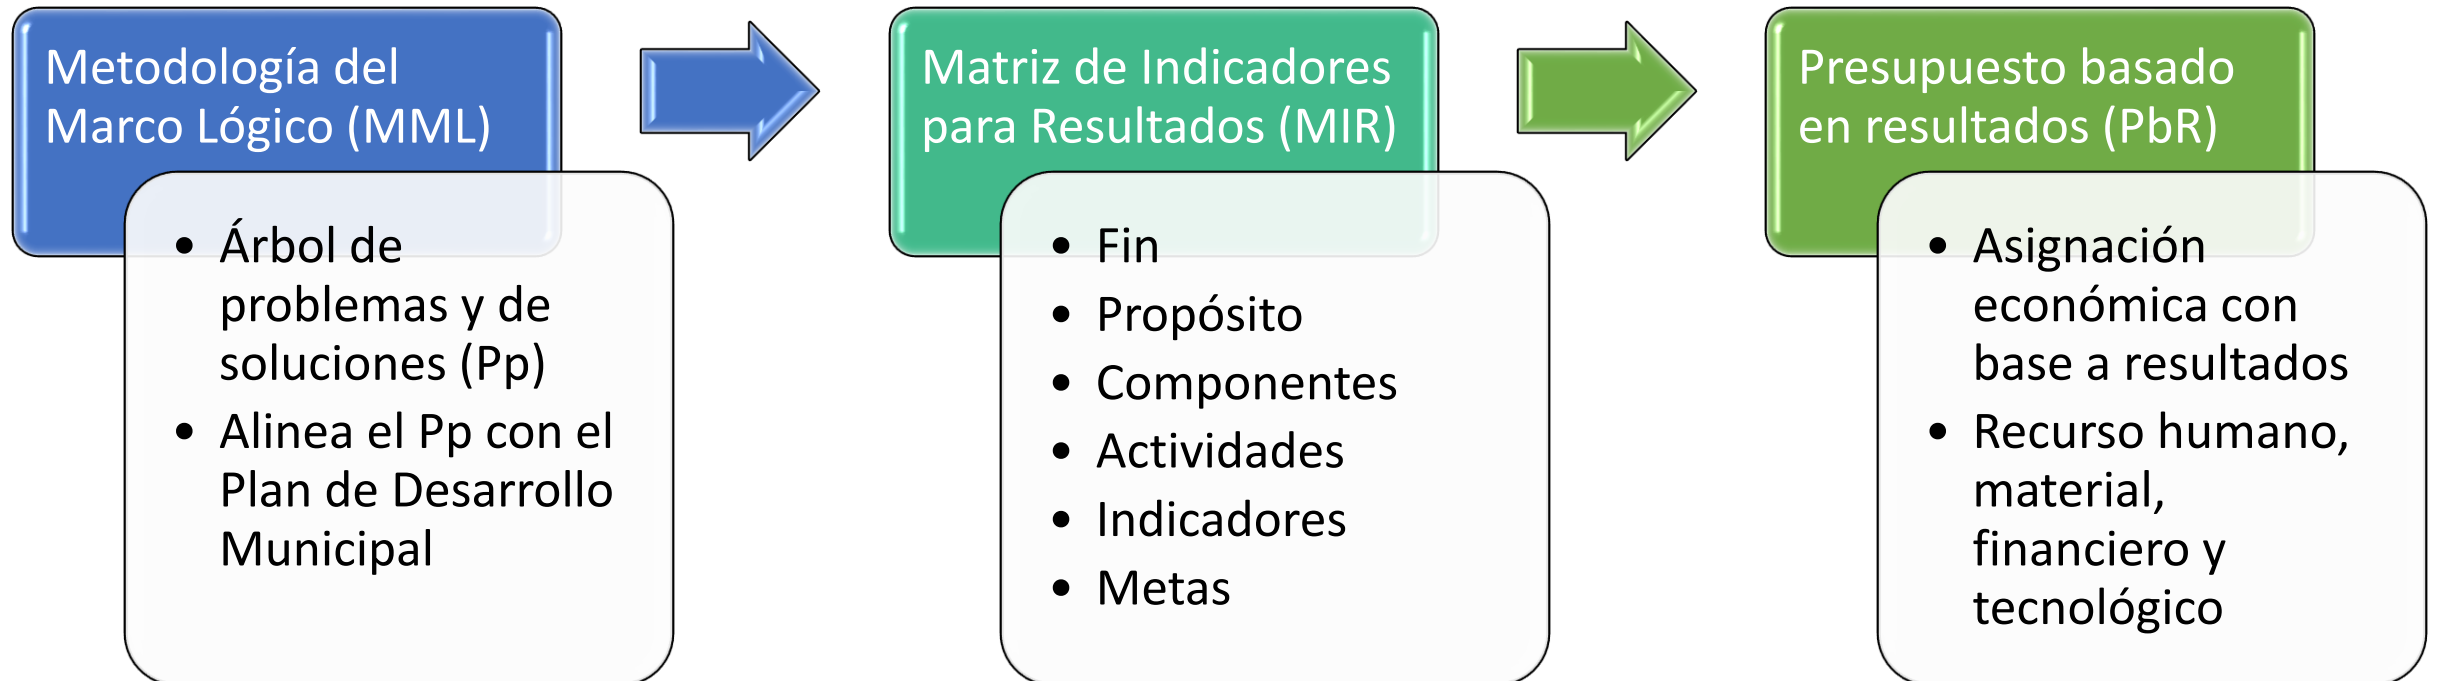 Metodología del
Marco Lógico (MML)
• Árbol de
problemas y de
soluciones (Pp)
• Alinea el Pp con el
Plan de Desarrollo
Municipal
Matriz de Indicadores
para Resultados (MIR)
• Fin
• Propósito
• Componentes
• Actividades
• Indicadores
• Metas
Presupuesto basado
en resultados (PbR)
• Asignación
económica con
base a resultados
• Recurso humano,
material,
financiero y
tecnológico